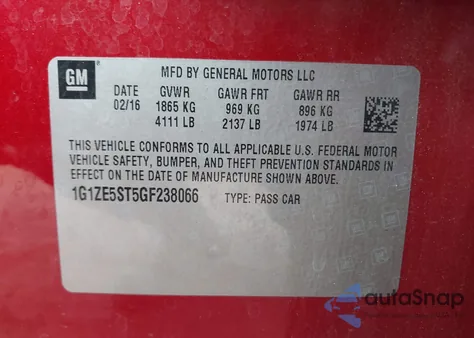 GM
MFD BY GENERAL MOTORS LLC
DATE GVWR GAWR FRT GAWR RR
02/16 1865 KG 969 KG 896 KG
4111 LB 2137 LB 1974 LB
THIS VEHICLE CONFORMS TO ALL APPLICABLE U.S. FEDERAL MOTOR
VEHICLE SAFETY, BUMPER, AND THEFT PREVENTION STANDARDS IN
EFFECT ON THE DATE OF MANUFACTURE SHOWN ABOVE.
1G1ZE5ST5GF238066 TYPE: PASS CAR
autoSnap